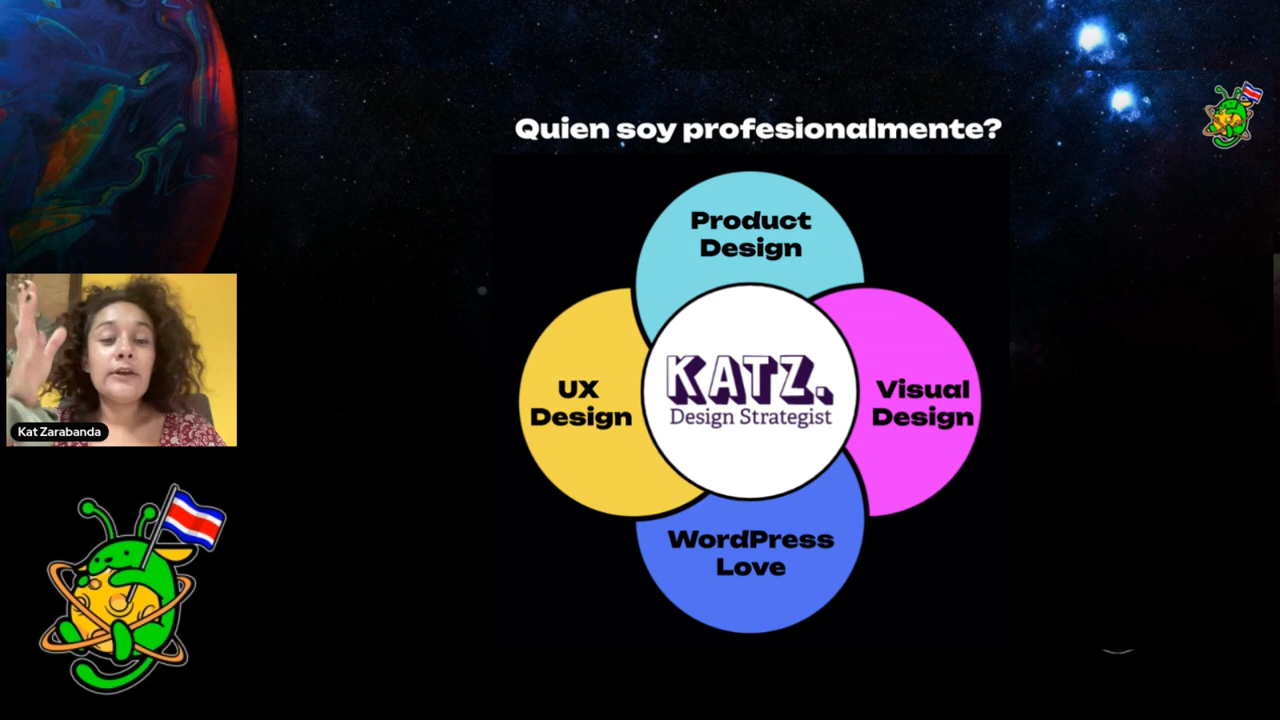 Quien soy profesionalmente?
Product
Design
UX
Design
KATZ.
Design Strategist
Visual
Design
WordPress
Love
Kat Zarabanda